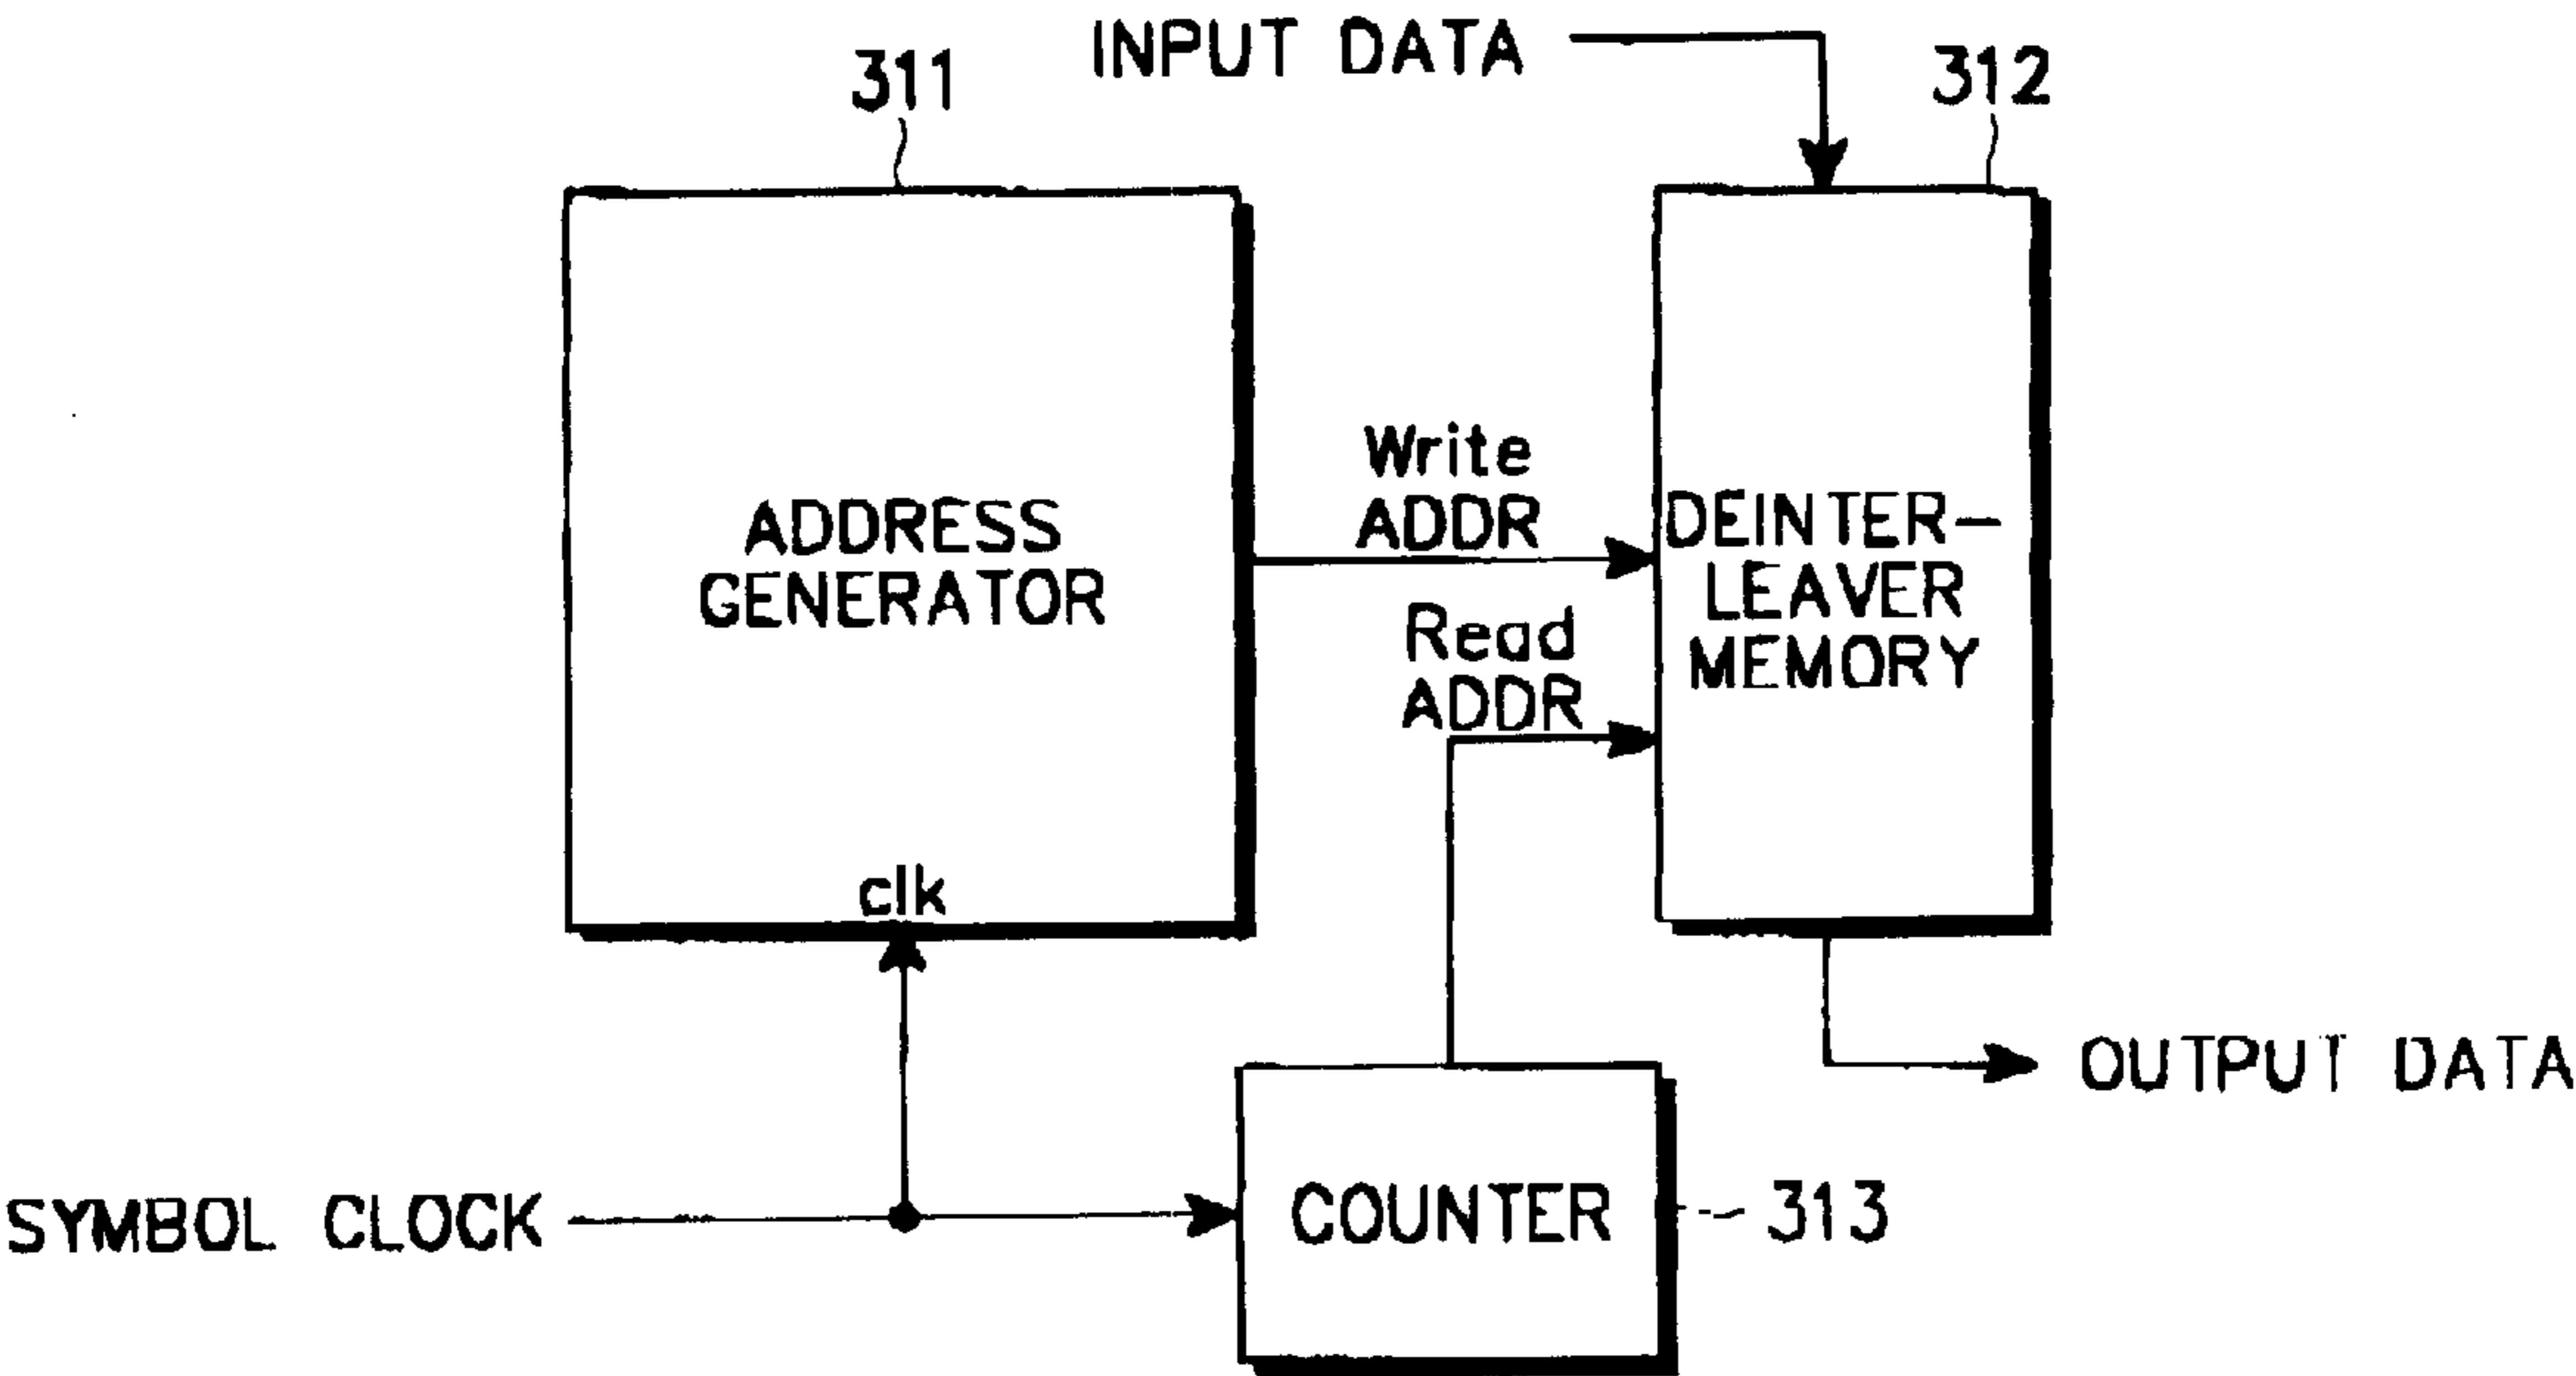 INPUT DATA
311
312
ADDRESS
GENERATOR
clk
Write
ADDR
Read
ADDR
DEINTER-
LEAVER
MEMORY
OUTPUT DATA
SYMBOL CLOCK
COUNTER
313